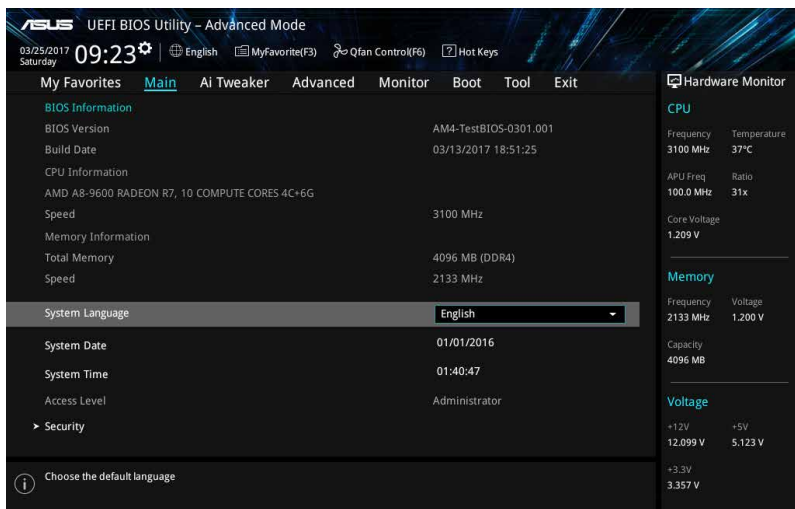 ASUS UEFI BIOS Utility – Advanced Mode
03/25/2017
Saturday
09:23
English
MyFavorite(F3)
Qfan Control(F6)
? Hot Keys
My Favorites Main Ai Tweaker Advanced Monitor Boot Tool Exit
BIOS Information
BIOS Version AM4-TestBIOS-0301.001
Build Date 03/13/2017 18:51:25
CPU Information
AMD A8-9600 RADEON R7, 10 COMPUTE CORES 4C+6G
Speed 3100 MHz
Memory Information
Total Memory 4096 MB (DDR4)
Speed 2133 MHz
System Language English
System Date 01/01/2016
System Time 01:40:47
Access Level Administrator
Security
i Choose the default language
Hardware Monitor
CPU
Frequency Temperature
3100 MHz 37°C
APU Freq Ratio
100.0 MHz 31x
Core Voltage
1.209 V
Memory
Frequency Voltage
2133 MHz 1.200 V
Capacity
4096 MB
Voltage
+12V +5V
12.099 V 5.123 V
+3.3V
3.357 V